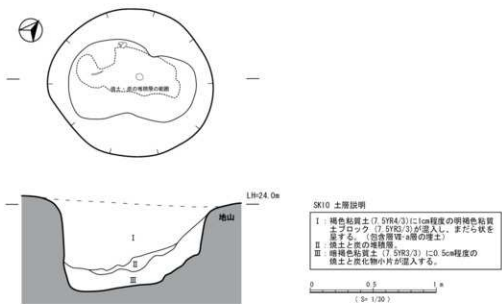 焼土・炭の堆積層の範囲
LH=24.0m
地山
Ⅰ
Ⅱ
Ⅲ
SK10 土層説明
Ⅰ：褐色粘質土(7.5YR4/3)に1cm程度の明褐色粘質
土ブロック(7.5YR3/3)が混入し、まだら状を
呈する。（包含層Ⅶ-a層の埋土）
Ⅱ：焼土と炭の堆積層。
Ⅲ：暗褐色粘質土(7.5YR3/3)に0.5cm程度の
焼土と炭化物小片が混入する。
0 0.5 1 m
( S= 1/30 )